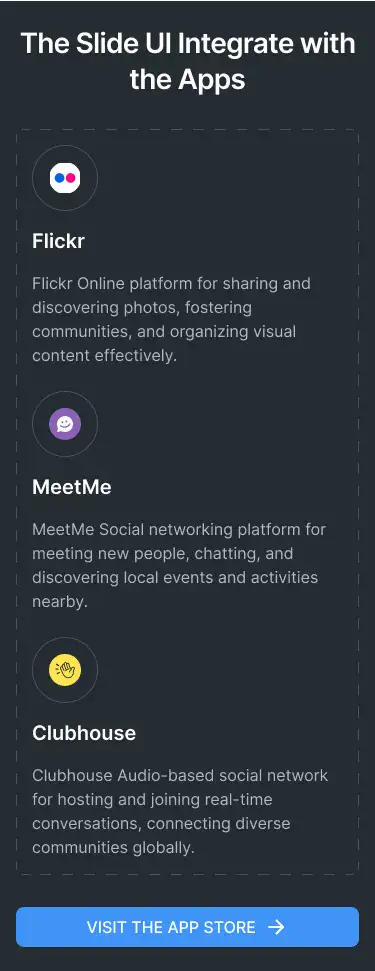 The Slide UI Integrate with
the Apps
Flickr
Flickr Online platform for sharing and
discovering photos, fostering
communities, and organizing visual
content effectively.
MeetMe
MeetMe Social networking platform for
meeting new people, chatting, and
discovering local events and activities
nearby.
Clubhouse
Clubhouse Audio-based social network
for hosting and joining real-time
conversations, connecting diverse
communities globally.
VISIT THE APP STORE